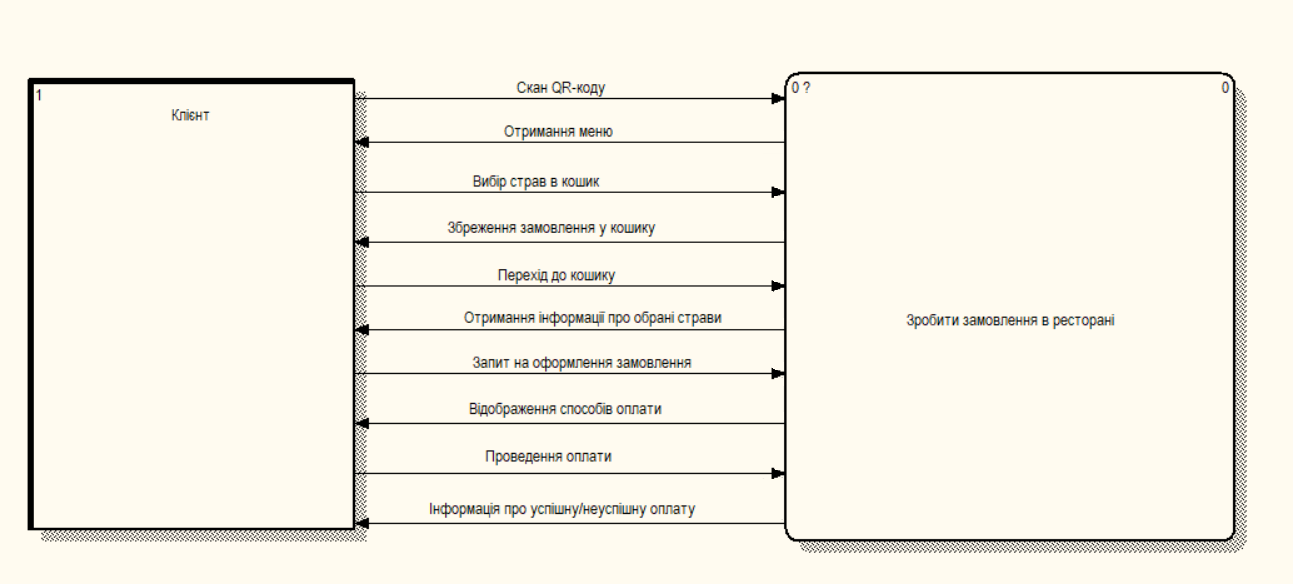 Скан QR-коду
1
0 ?
0
Клієнт
Отримання меню
Вибір страв в кошик
Збреження замовлення у кошику
Перехід до кошику
Отримання інформації про обрані страви
Зробити замовлення в ресторані
Запит на оформлення замовлення
Відображення способів оплати
Проведення оплати
Інформація про успішну/неуспішну оплату